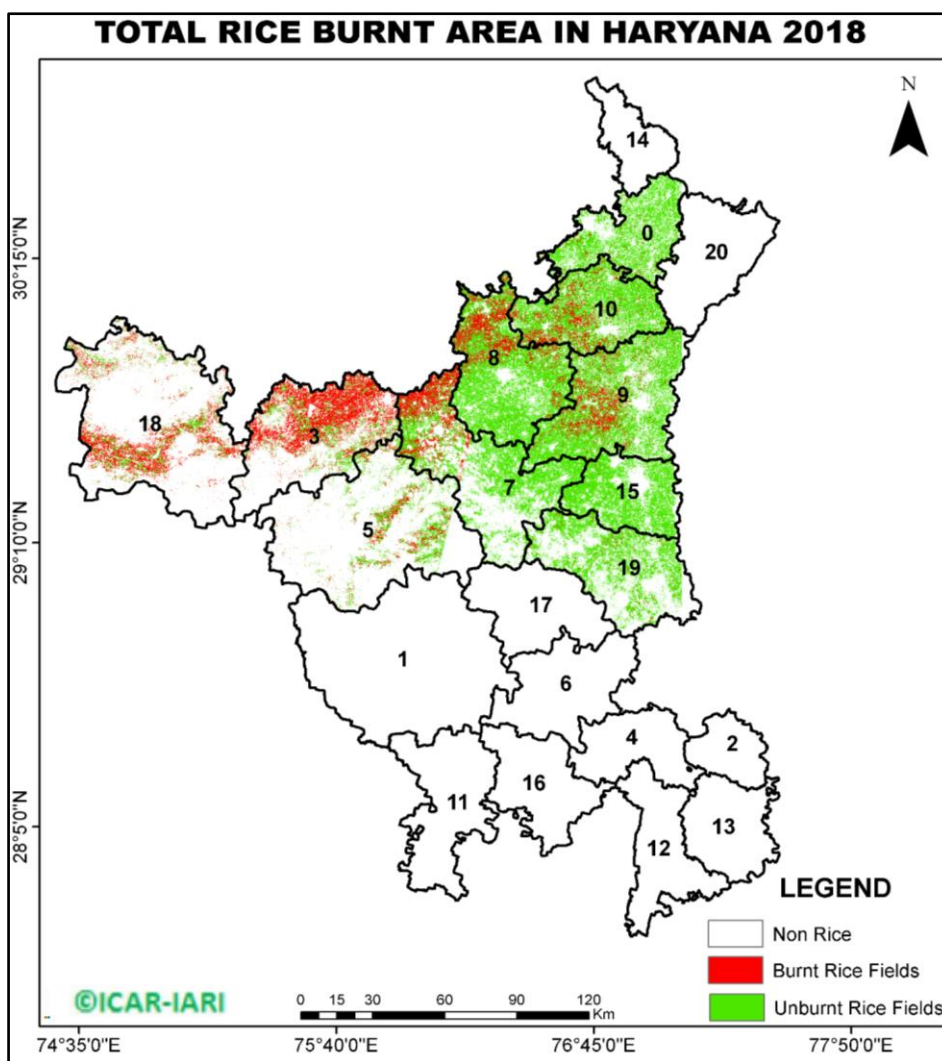 TOTAL RICE BURNT AREA IN HARYANA 2018
N
14
0
20
30°15'0"N
10
8
9
18
3
7
15
5
29°10'0"N
19
17
1
6
4
2
16
11
28°5'0"N
13
12
LEGEND
Non Rice
Burnt Rice Fields
Unburnt Rice Fields
©ICAR-IARI
0 15 30 60 90 120
Km
74°35'0"E 75°40'0"E 76°45'0"E 77°50'0"E